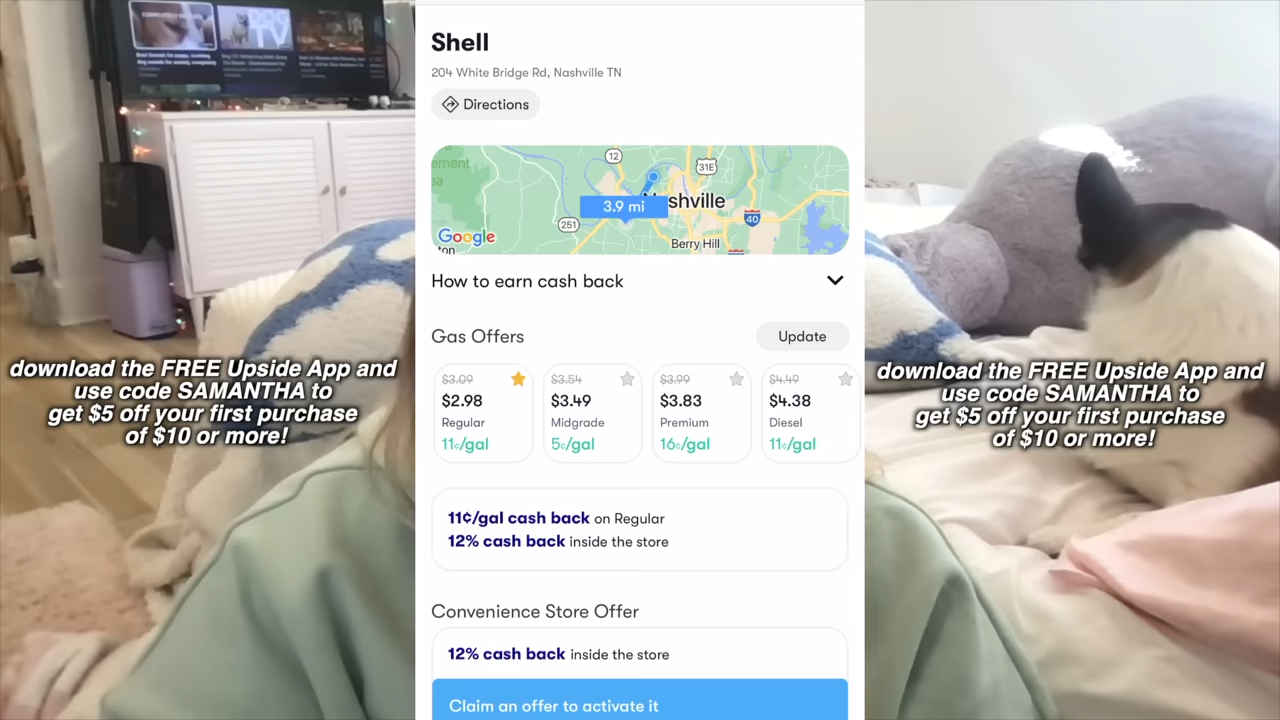 download the FREE Upside App and
use code SAMANTHA to
get $5 off your first purchase
of $10 or more!
Shell
204 White Bridge Rd, Nashville TN
Directions
ement
ea
12
31E
3.9 mi
shville
251
40
Google
Berry Hill
ton
How to earn cash back
Gas Offers
Update
$3.09
$2.98
Regular
11¢/gal
$3.54
$3.49
Midgrade
5¢/gal
$3.99
$3.83
Premium
16¢/gal
$4.49
$4.38
Diesel
11¢/gal
11¢/gal cash back on Regular
12% cash back inside the store
Convenience Store Offer
12% cash back inside the store
Claim an offer to activate it
download the FREE Upside App and
use code SAMANTHA to
get $5 off your first purchase
of $10 or more!